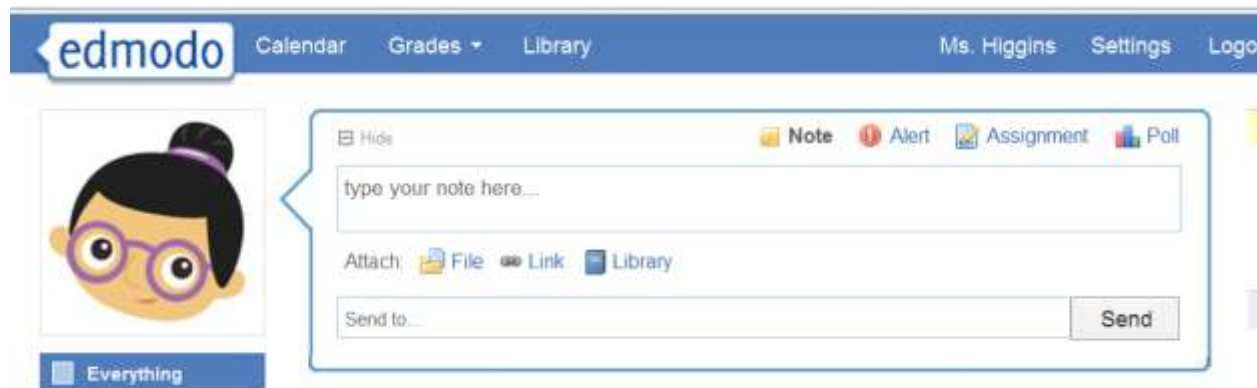 edmodo Calendar Grades Library Ms. Higgins Settings Logo
Hide Note Alert Assignment Poll
type your note here...
Attach: File Link Library
Send to... Send
Everything